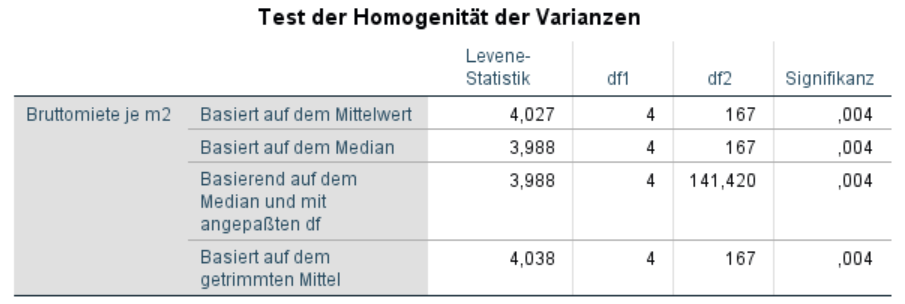 Test der Homogenität der Varianzen
Levene-
Statistik df1 df2 Signifikanz
Bruttomiete je m2 Basiert auf dem Mittelwert 4,027 4 167 ,004
Basiert auf dem Median 3,988 4 167 ,004
Basierend auf dem 3,988 4 141,420 ,004
Median und mit
angepaßten df
Basiert auf dem 4,038 4 167 ,004
getrimmten Mittel